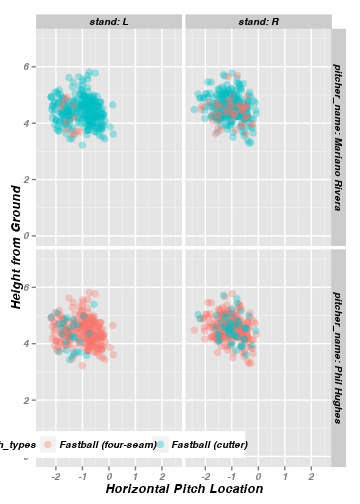 stand: L
stand: R
6
4
2
0
pitcher_name: Mariano Rivera
6
4
2
0
pitcher_name: Phil Hughes
Height from Ground
h_types Fastball (four-seam) Fastball (cutter)
-2 -1 0 1 2 -2 -1 0 1 2
Horizontal Pitch Location